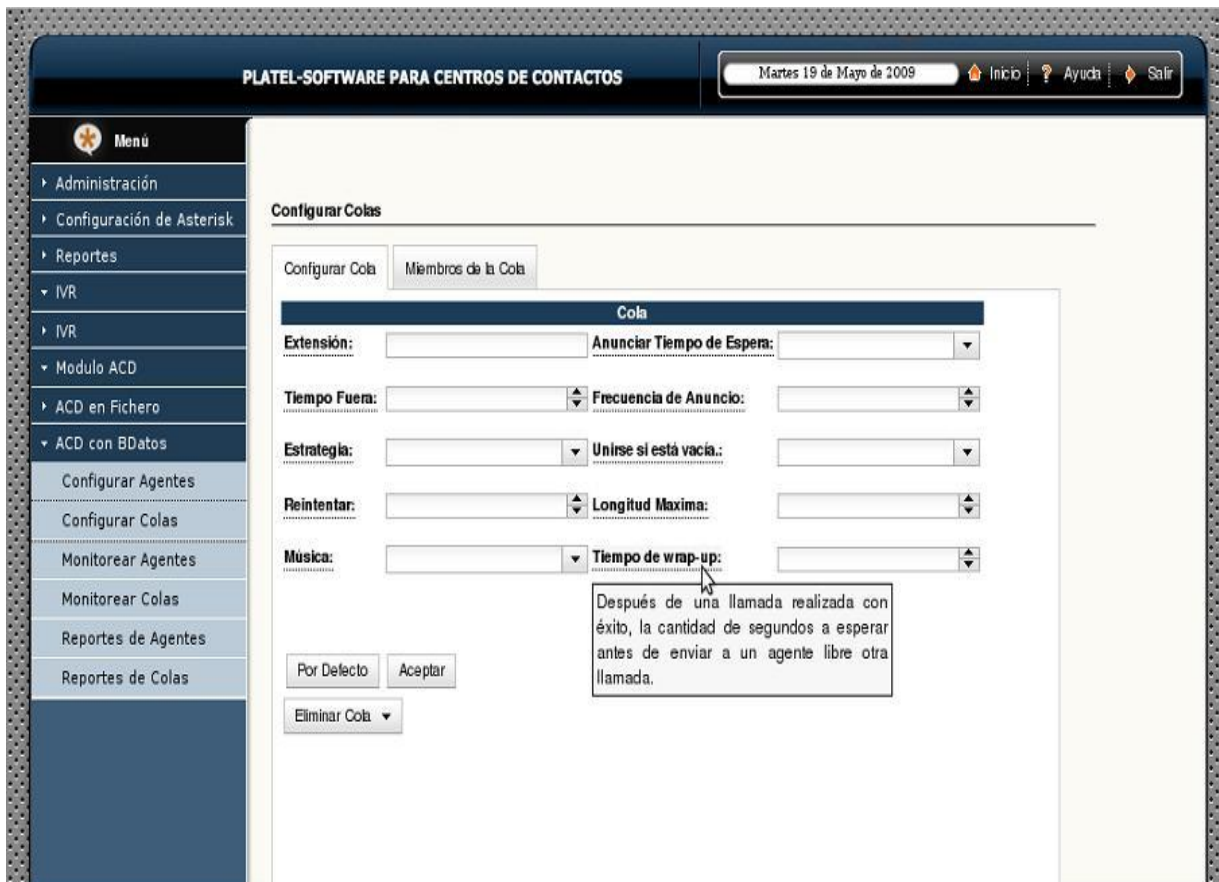 PLATEL-SOFTWARE PARA CENTROS DE CONTACTOS
Martes 19 de Mayo de 2009
Inicio
Ayuda
Salir
Menú
Administración
Configuración de Asterisk
Reportes
IVR
IVR
Modulo ACD
ACD en Fichero
ACD con BDatos
Configurar Agentes
Configurar Colas
Monitorear Agentes
Monitorear Colas
Reportes de Agentes
Reportes de Colas
Configurar Colas
Configurar Cola
Miembros de la Cola
Cola
Extensión:
Anunciar Tiempo de Espera:
Tiempo Fuera:
Frecuencia de Anuncio:
Estrategia:
Unirse si está vacía.:
Reintentar:
Longitud Maxima:
Música:
Tiempo de wrap-up:
Después de una llamada realizada con
éxito, la cantidad de segundos a esperar
antes de enviar a un agente libre otra
llamada.
Por Defecto
Aceptar
Eliminar Cola